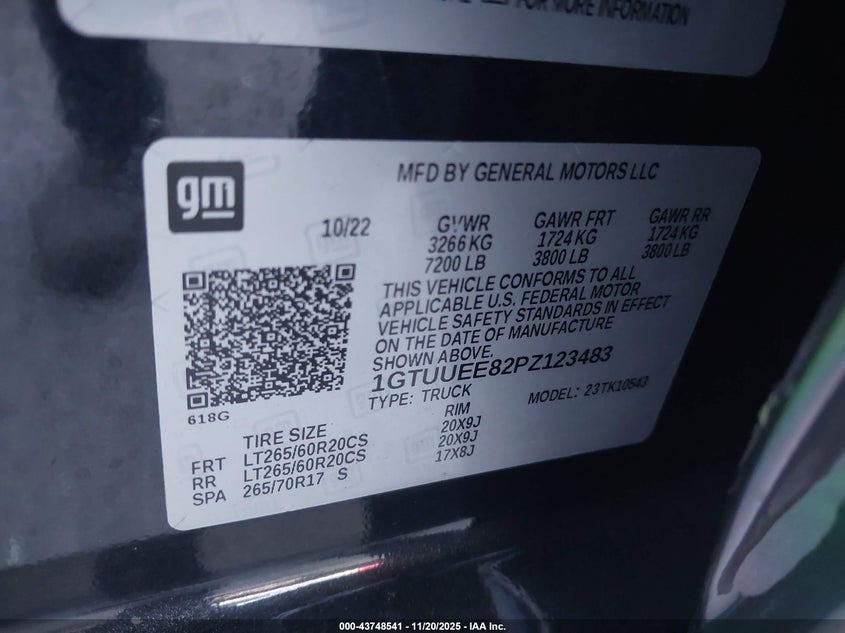 FOR MORE INFORMATION
gm
MFD BY GENERAL MOTORS LLC
10/22
GVWR GAWR FRT GAWR RR
3266 KG 1724 KG 1724 KG
7200 LB 3800 LB 3800 LB
THIS VEHICLE CONFORMS TO ALL
APPLICABLE U.S. FEDERAL MOTOR
VEHICLE SAFETY STANDARDS IN EFFECT
ON THE DATE OF MANUFACTURE
SHOWN ABOVE.
1GTUUEE82PZ123483
TYPE: TRUCK MODEL: 23TK10543
618G
TIRE SIZE RIM
FRT LT265/60R20CS 20X9J
RR LT265/60R20CS 20X9J
SPA 265/70R17 S 17X8J
000-43748541 - 11/20/2025 - IAA Inc.